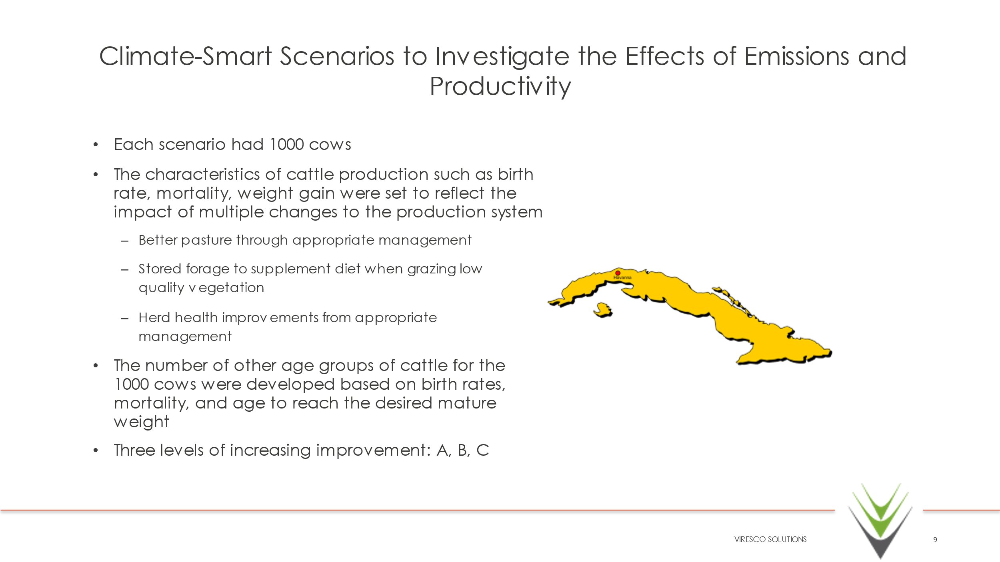 Climate-Smart Scenarios to Investigate the Effects of Emissions and
Productivity
• Each scenario had 1000 cows
• The characteristics of cattle production such as birth
rate, mortality, weight gain were set to reflect the
impact of multiple changes to the production system
– Better pasture through appropriate management
– Stored forage to supplement diet when grazing low
quality vegetation
– Herd health improvements from appropriate
management
• The number of other age groups of cattle for the
1000 cows were developed based on birth rates,
mortality, and age to reach the desired mature
weight
• Three levels of increasing improvement: A, B, C
Havanna
VIRESCO SOLUTIONS
9